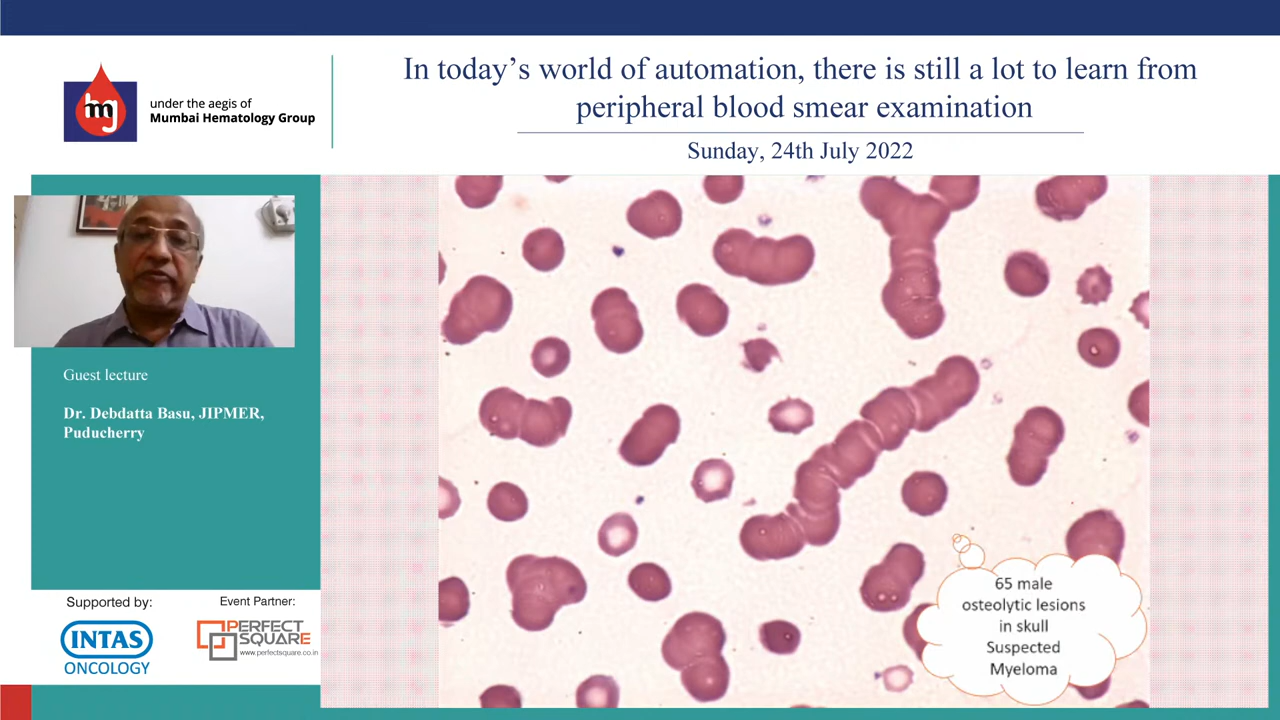 In today's world of automation, there is still a lot to learn from
peripheral blood smear examination
Sunday, 24th July 2022
mg
under the aegis of
Mumbai Hematology Group
Guest lecture
Dr. Debdatta Basu, JIPMER,
Puducherry
Supported by:
INTAS
ONCOLOGY
Event Partner:
PERFECT
SQUARE
www.perfectsquare.co.in
65 male
osteolytic lesions
in skull
Suspected
Myeloma